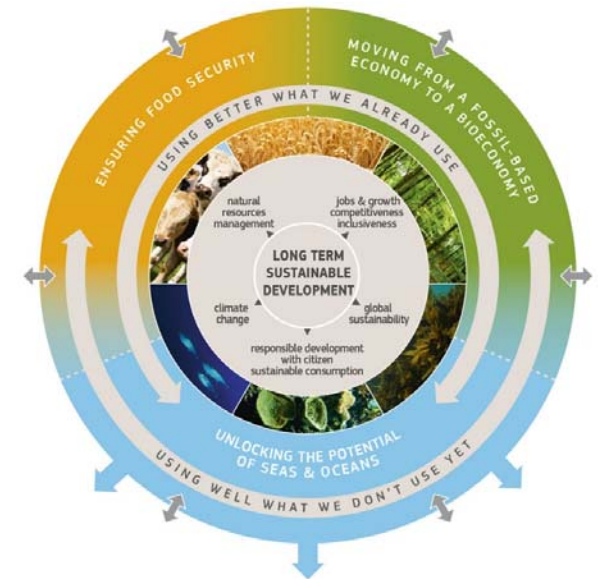 ENSURING FOOD SECURITY
MOVING FROM A FOSSIL-BASED
ECONOMY TO A BIOECONOMY
USING BETTER WHAT WE ALREADY USE
natural
resources
management
jobs & growth
competitiveness
inclusiveness
LONG TERM
SUSTAINABLE
DEVELOPMENT
climate
change
global
sustainability
responsible development
with citizen
sustainable consumption
UNLOCKING THE POTENTIAL
OF SEAS & OCEANS
USING WELL WHAT WE DON'T USE YET